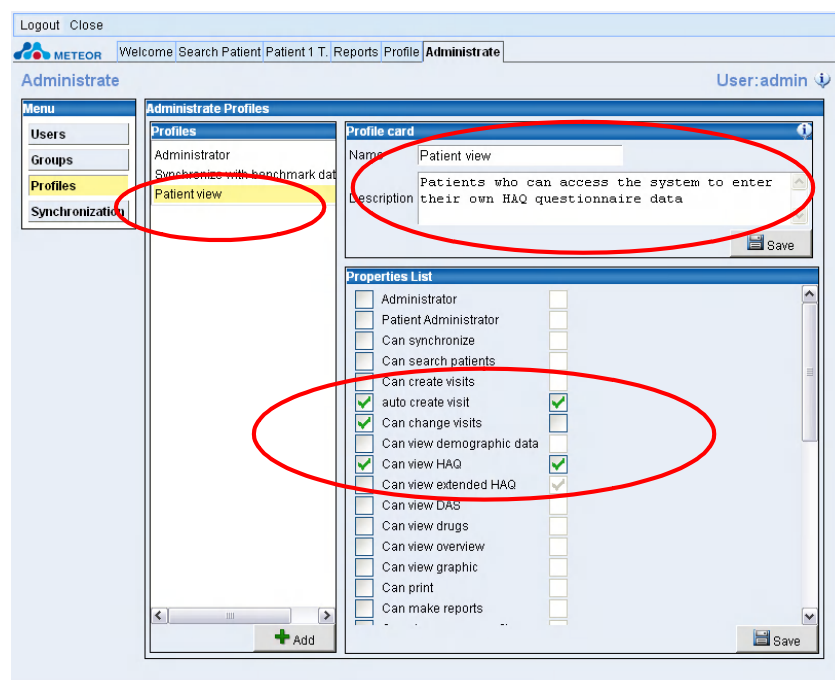 Logout Close
METEOR Welcome Search Patient Patient 1 T. Reports Profile Administrate
Administrate User:admin
Menu
Users
Groups
Profiles
Synchronization
Administrate Profiles
Profiles
Administrator
Synchronize with benchmark dat
Patient view
Add
Profile card
Name Patient view
Description Patients who can access the system to enter
their own HAQ questionnaire data
Save
Properties List
Administrator
Patient Administrator
Can synchronize
Can search patients
Can create visits
auto create visit
Can change visits
Can view demographic data
Can view HAQ
Can view extended HAQ
Can view DAS
Can view drugs
Can view overview
Can view graphic
Can print
Can make reports
Save